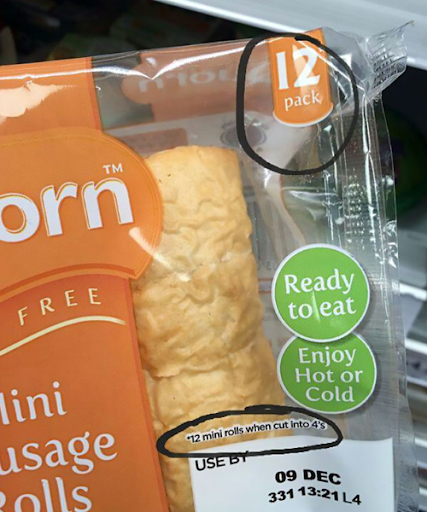 12
pack
orn™
FREE
Ready
to eat
Enjoy
Hot or
Cold
lini
usage
olls
*12 mini rolls when cut into 4's
USE BY
09 DEC
331 13:21 L4